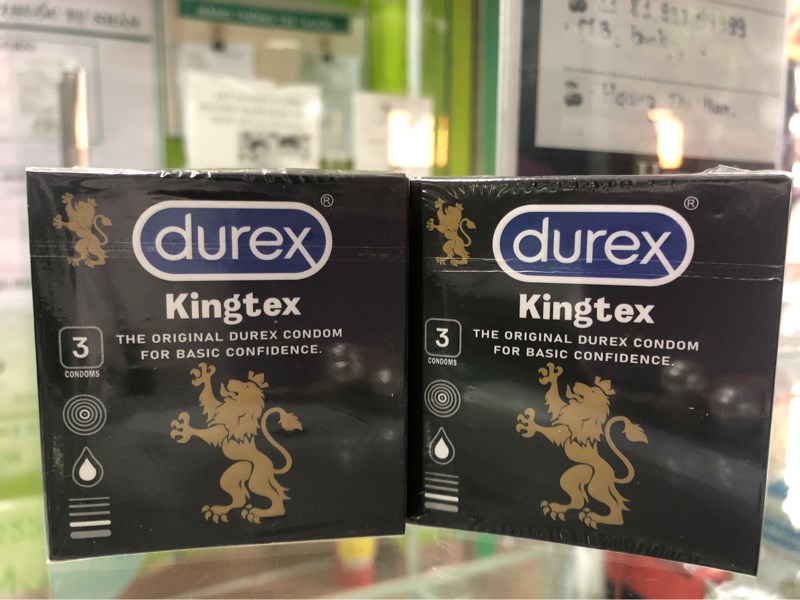 durex®
Kingtex
THE ORIGINAL DUREX CONDOM
FOR BASIC CONFIDENCE.
3
CONDOMS
durex®
Kingtex
THE ORIGINAL DUREX CONDOM
FOR BASIC CONFIDENCE.
3
CONDOMS